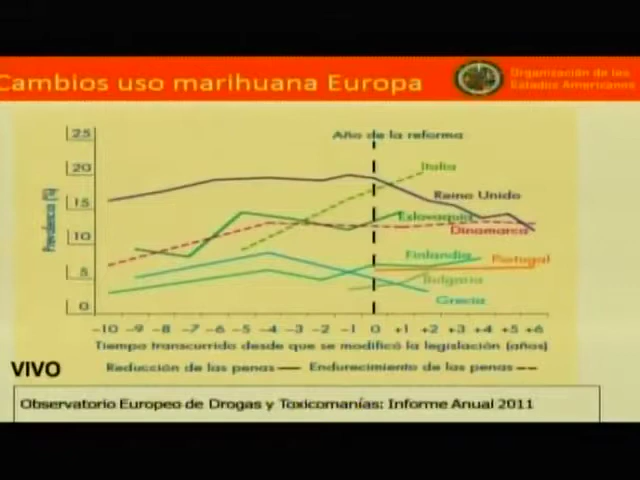 Cambios uso marihuana Europa
Organización de los
Estados Americanos
Año de la reforma
25
20
15
10
5
0
Prevalencia (%)
Italia
Reino Unido
Eslovaquia
Dinamarca
Finlandia
Portugal
Bulgaria
Grecia
-10 -9 -8 -7 -6 -5 -4 -3 -2 -1 0 +1 +2 +3 +4 +5 +6
Tiempo transcurrido desde que se modificó la legislación (años)
Reducción de las penas Endurecimiento de las penas
VIVO
Observatorio Europeo de Drogas y Toxicomanías: Informe Anual 2011